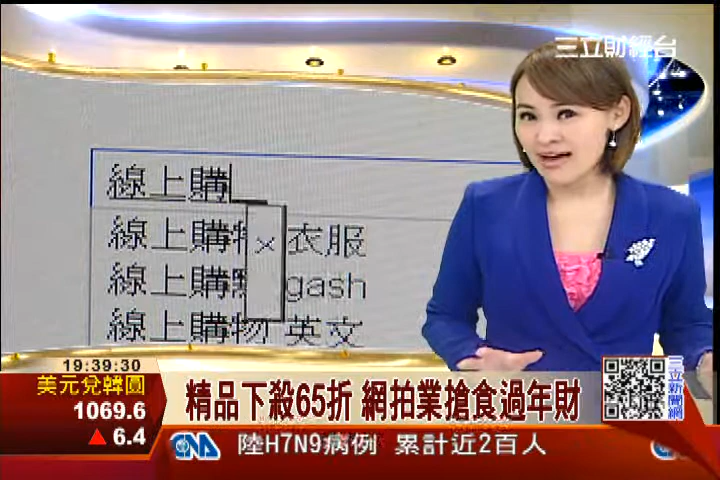 三立財經台
線上購
線上購物 衣服
×
線上購點 gash
線上購物 英文
19:39:30
美元兌韓圓
1069.6
▲6.4
精品下殺65折 網拍業搶食過年財
三立新聞網
CNA 陸H7N9病例 累計近2百人